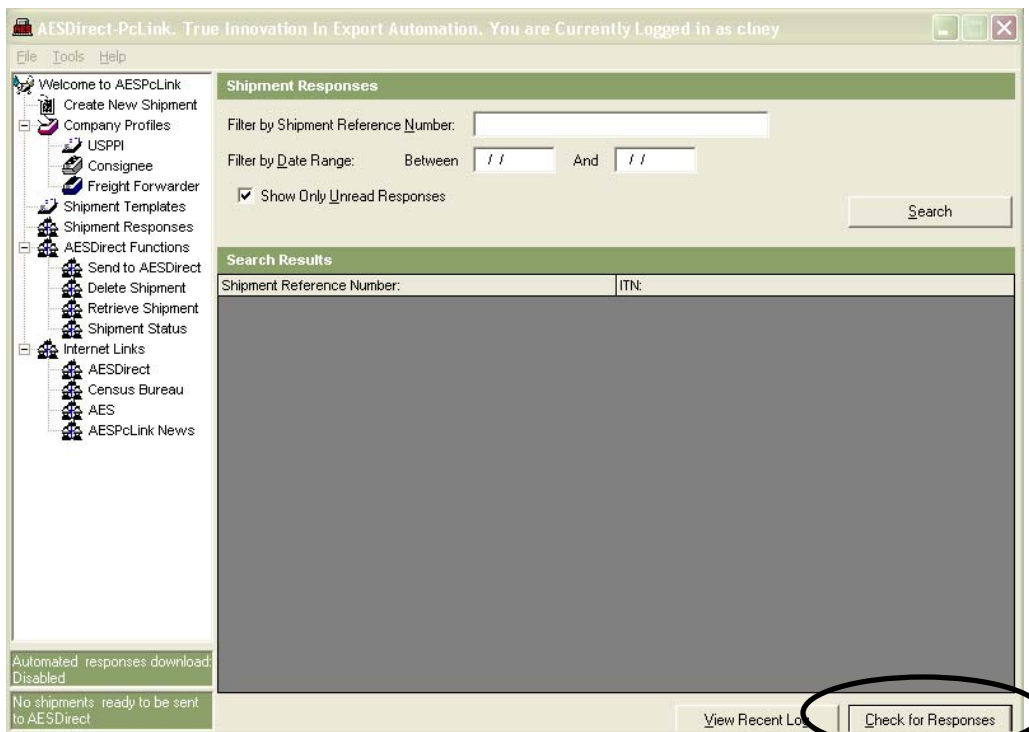 AESDirect-PcLink. True Innovation In Export Automation. You are Currently Logged in as clney
File Tools Help
Welcome to AESPcLink
Create New Shipment
Company Profiles
USPPI
Consignee
Freight Forwarder
Shipment Templates
Shipment Responses
AESDirect Functions
Send to AESDirect
Delete Shipment
Retrieve Shipment
Shipment Status
Internet Links
AESDirect
Census Bureau
AES
AESPcLink News
Automated responses download:
Disabled
No shipments ready to be sent
to AESDirect
Shipment Responses
Filter by Shipment Reference Number:
Filter by Date Range: Between / / And / /
Show Only Unread Responses
Search
Search Results
Shipment Reference Number: ITN:
View Recent Log Check for Responses